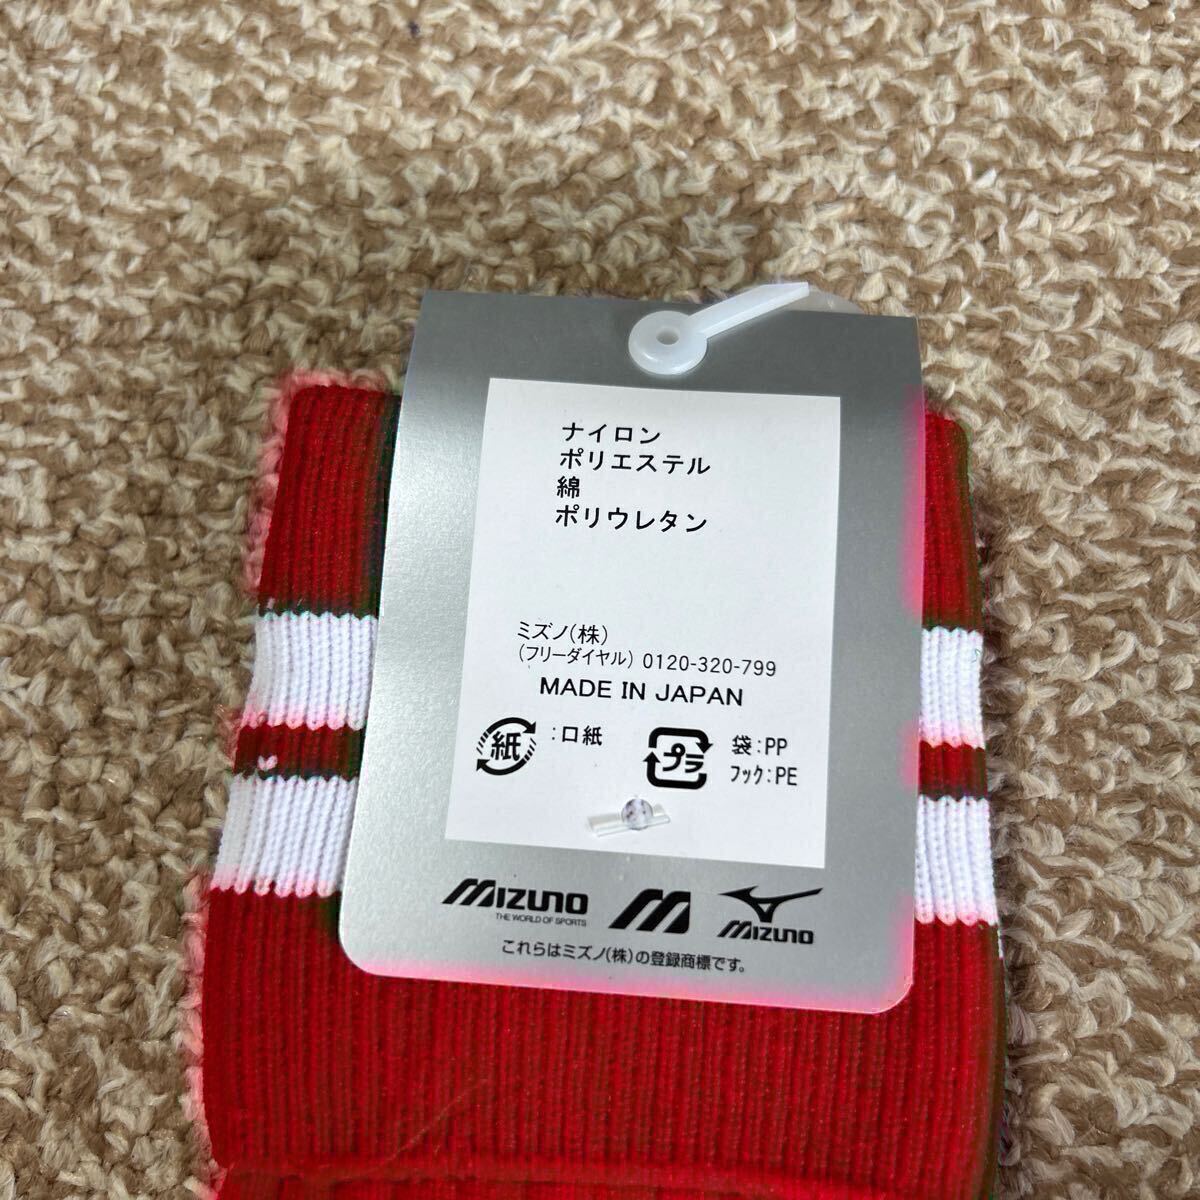 ナイロン
ポリエステル
綿
ポリウレタン
ミズノ(株)
(フリーダイヤル) 0120-320-799
MADE IN JAPAN
紙 :口紙
プラ 袋:PP
フック:PE
MIZUNO
THE WORLD OF SPORTS
M
MIZUNO
これらはミズノ(株)の登録商標です。